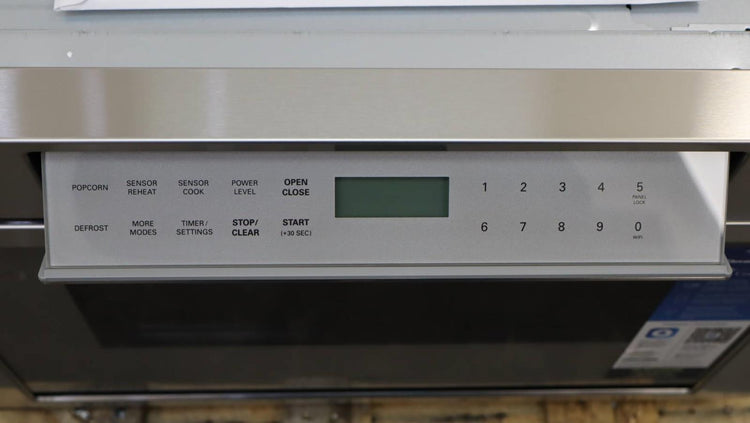 POPCORN
SENSOR
REHEAT
SENSOR
COOK
POWER
LEVEL
OPEN
CLOSE
1 2 3 4 5
PANEL
LOCK
DEFROST
MORE
MODES
TIMER/
SETTINGS
STOP/
CLEAR
START
(+30 SEC)
6 7 8 9 0
WIFI